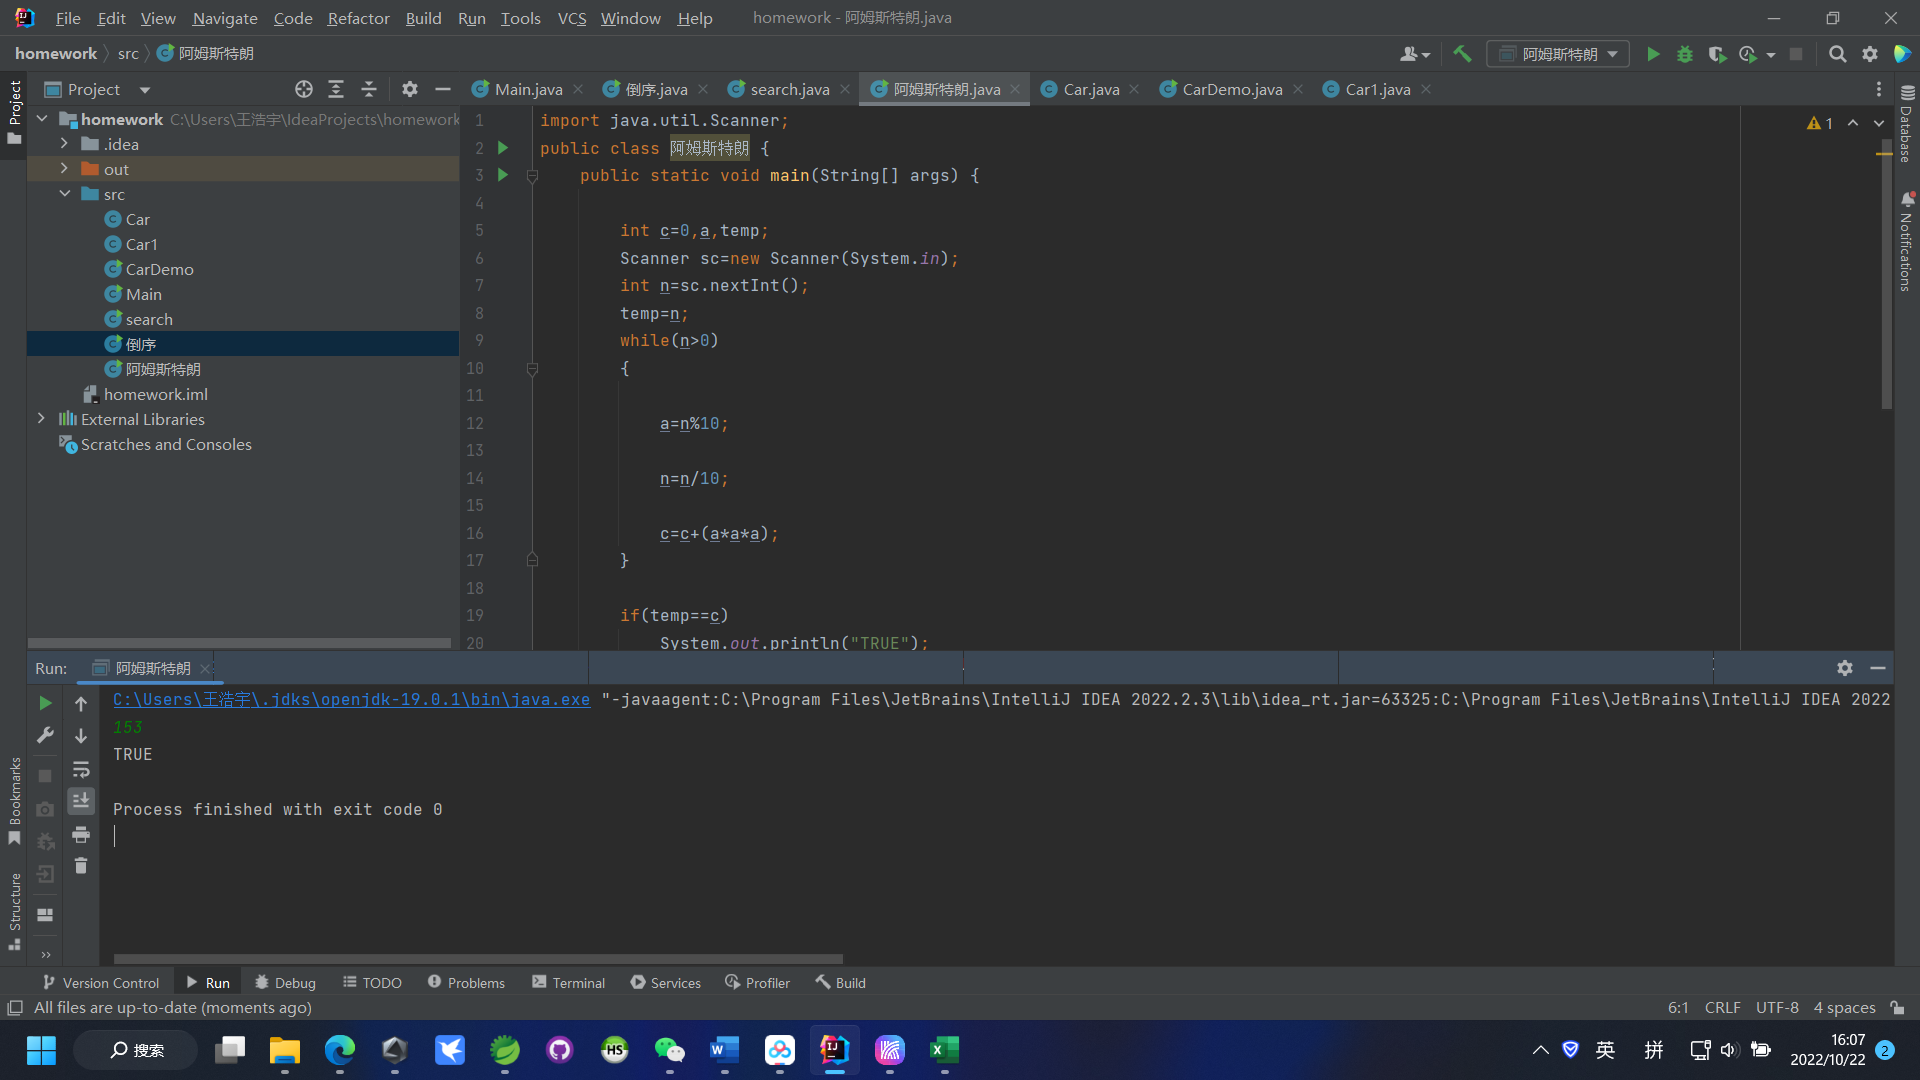 File Edit View Navigate Code Refactor Build Run Tools VCS Window Help homework - 阿姆斯特朗.java
homework src 阿姆斯特朗 阿姆斯特朗
Project
Project
Main.java 倒序.java search.java 阿姆斯特朗.java Car.java CarDemo.java Car1.java
homework C:\Users\王浩宇\IdeaProjects\homework
.idea
out
src
Car
Car1
CarDemo
Main
search
倒序
阿姆斯特朗
homework.iml
External Libraries
Scratches and Consoles
1 import java.util.Scanner;
2 public class 阿姆斯特朗 {
3 public static void main(String[] args) {
4
5 int c=0,a,temp;
6 Scanner sc=new Scanner(System.in);
7 int n=sc.nextInt();
8 temp=n;
9 while(n>0)
10 {
11
12 a=n%10;
13
14 n=n/10;
15
16 c=c+(a*a*a);
17 }
18
19 if(temp==c)
20 System.out.println("TRUE");
1
Database
Notifications
Run: 阿姆斯特朗
C:\Users\王浩宇\.jdks\openjdk-19.0.1\bin\java.exe "-javaagent:C:\Program Files\JetBrains\IntelliJ IDEA 2022.2.3\lib\idea_rt.jar=63325:C:\Program Files\JetBrains\IntelliJ IDEA 2022
153
TRUE
Process finished with exit code 0
Bookmarks
Structure
Version Control Run Debug TODO Problems Terminal Services Profiler Build
All files are up-to-date (moments ago) 6:1 CRLF UTF-8 4 spaces
搜索
HS
英 拼
16:07
2022/10/22
2